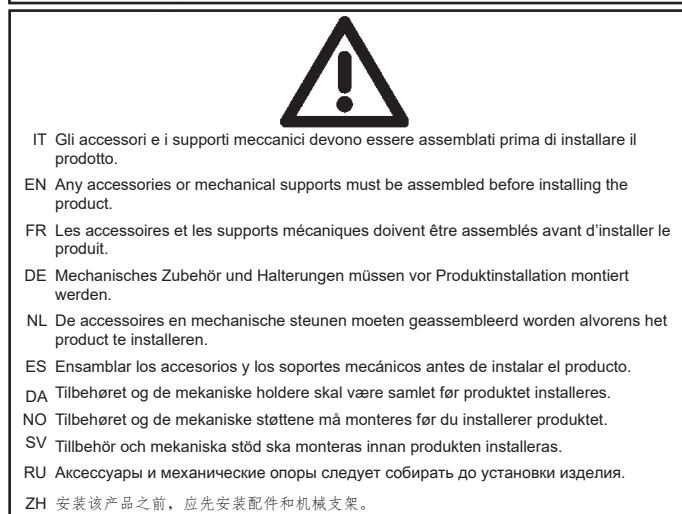 IT Gli accessori e i supporti meccanici devono essere assemblati prima di installare il
prodotto.
EN Any accessories or mechanical supports must be assembled before installing the
product.
FR Les accessoires et les supports mécaniques doivent être assemblés avant d’installer le
produit.
DE Mechanisches Zubehör und Halterungen müssen vor Produktinstallation montiert
werden.
NL De accessoires en mechanische steunen moeten geassembleerd worden alvorens het
product te installeren.
ES Ensamblar los accesorios y los soportes mecánicos antes de instalar el producto.
DA Tilbehøret og de mekaniske holdere skal være samlet før produktet installeres.
NO Tilbehøret og de mekaniske støttene må monteres før du installerer produktet.
SV Tillbehör och mekaniska stöd ska monteras innan produkten installeras.
RU Аксессуары и механические опоры следует собирать до установки изделия.
ZH 安装该产品之前，应先安装配件和机械支架。